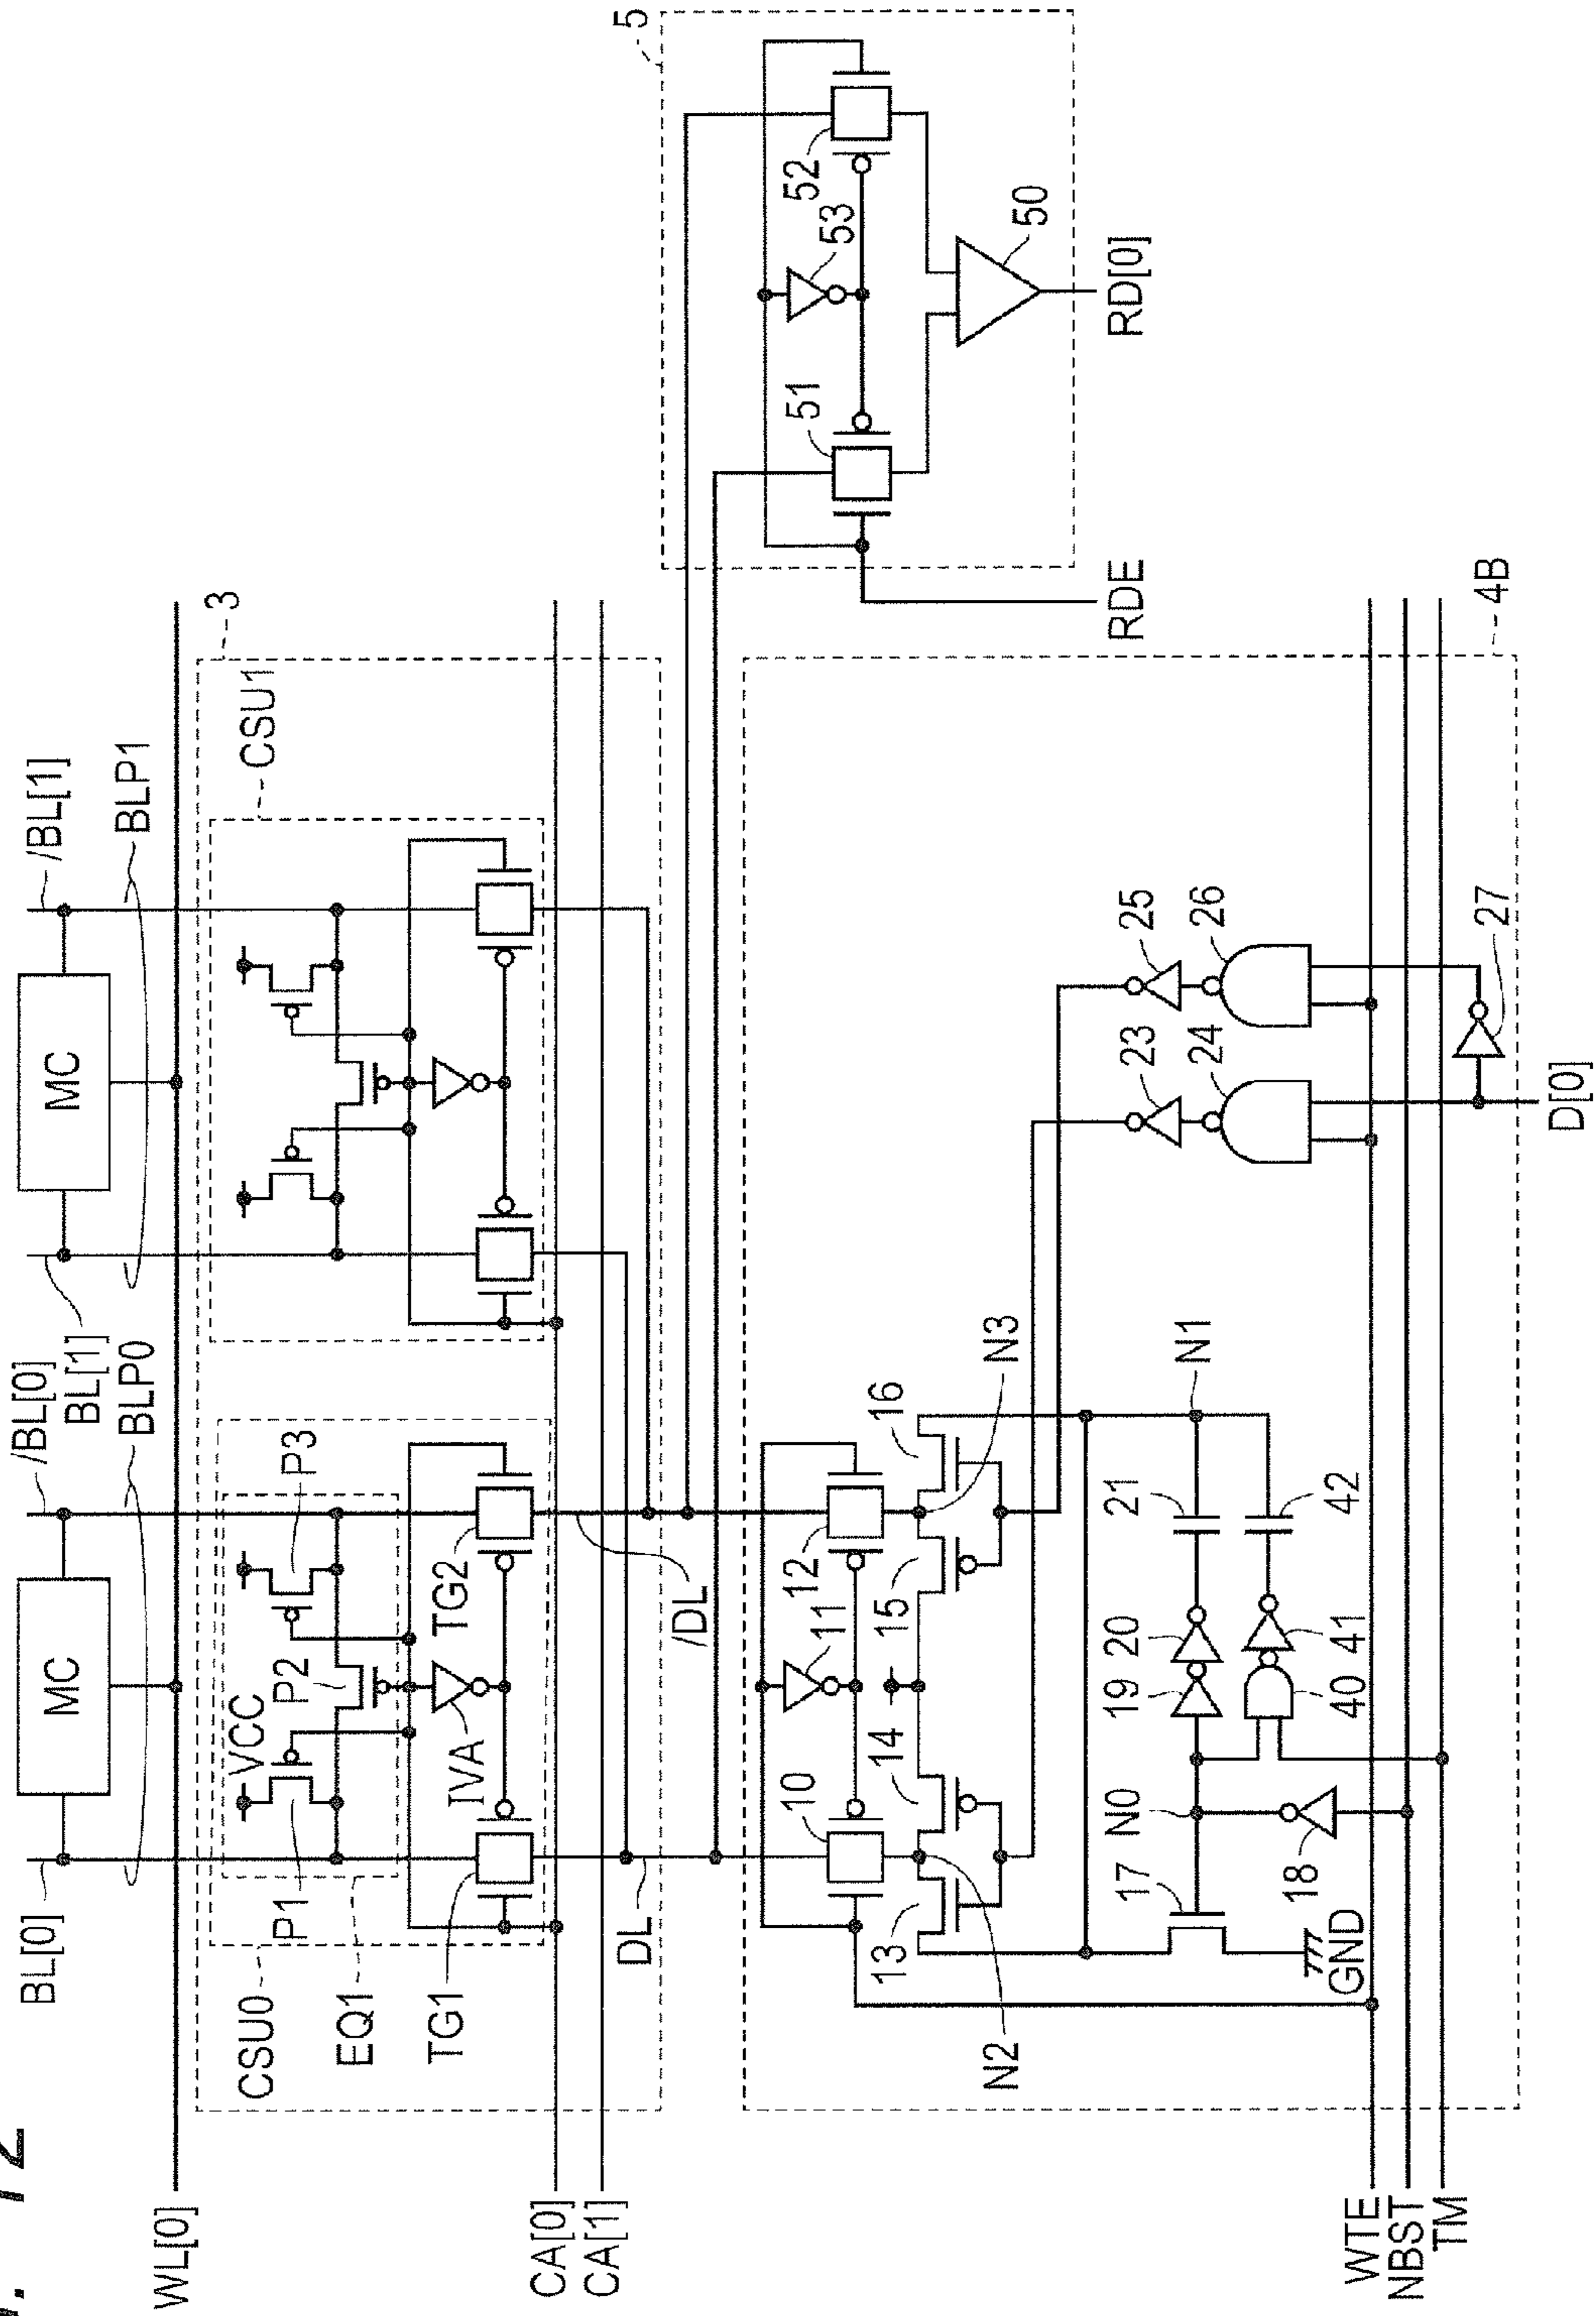 12
BL[0]
/BL[0]
BL[1]
/BL[1]
MC
MC
BLP0
BLP1
WL[0]
3
CSU0
CSU1
VCC
P1
P2
P3
EQ1
IVA
TG1
TG2
CA[0]
CA[1]
DL
/DL
5
51
52
53
50
RDE
RD[0]
4B
10
11
12
13
14
15
16
N2
N3
17
18
N0
19
20
21
N1
40
41
42
GND
23
24
25
26
27
WTE
NBST
TM
D[0]